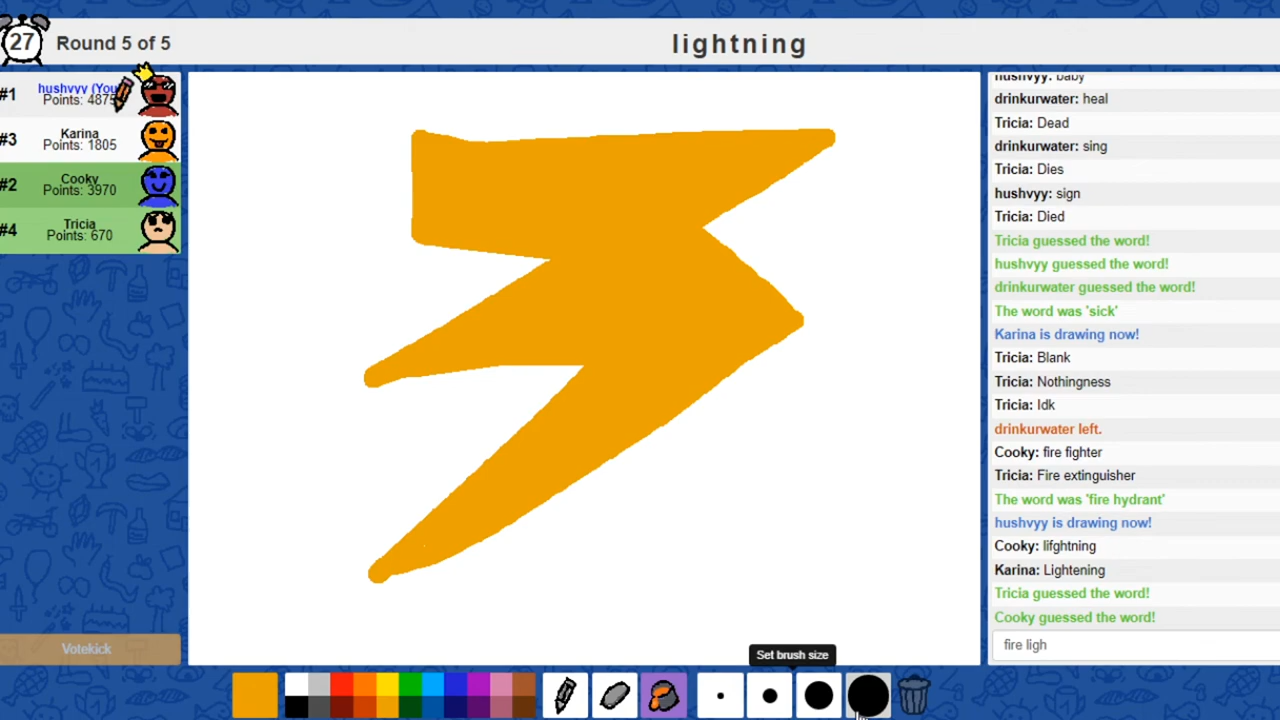 27
Round 5 of 5
lightning
#1
hushvyy (You
Points: 4875
#3
Karina
Points: 1805
#2
Cooky
Points: 3970
#4
Tricia
Points: 670
Votekick
hushvyy: baby
drinkurwater: heal
Tricia: Dead
drinkurwater: sing
Tricia: Dies
hushvyy: sign
Tricia: Died
Tricia guessed the word!
hushvyy guessed the word!
drinkurwater guessed the word!
The word was 'sick'
Karina is drawing now!
Tricia: Blank
Tricia: Nothingness
Tricia: Idk
drinkurwater left.
Cooky: fire fighter
Tricia: Fire extinguisher
The word was 'fire hydrant'
hushvyy is drawing now!
Cooky: lifghtning
Karina: Lightening
Tricia guessed the word!
Cooky guessed the word!
fire ligh
Set brush size